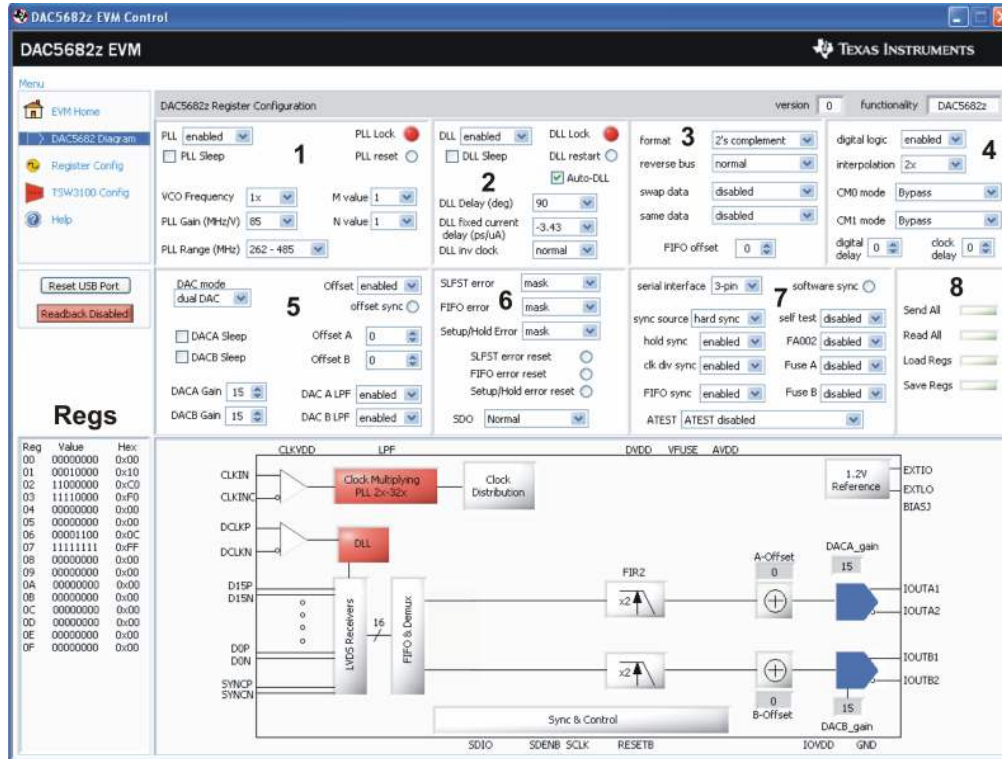 DAC5682z EVM Control
DAC5682z EVM
TEXAS INSTRUMENTS
Menu
EVM Home
DAC5682 Diagram
Register Config
TSW3100 Config
Help
Reset USB Port
Readback Disabled
DAC5682z Register Configuration
version 0 functionality DAC5682z
PLL enabled PLL Lock
PLL Sleep 1 PLL reset
VCO Frequency 1x M value 1
PLL Gain (MHz/V) 85 N value 1
PLL Range (MHz) 262 - 485
DLL enabled DLL Lock
DLL Sleep DLL restart
2 Auto-DLL
DLL Delay (deg) 90
DLL fixed current
delay (ps/uA) -3.43
DLL inv clock normal
format 3 2's complement
reverse bus normal
swap data disabled
same data disabled
FIFO offset 0
digital logic enabled
interpolation 2x 4
CM0 mode Bypass
CM1 mode Bypass
digital delay 0 clock delay 0
DAC mode
dual DAC 5
Offset enabled
offset sync
DACA Sleep Offset A 0
DACB Sleep Offset B 0
DACA Gain 15 DAC A LPF enabled
DACB Gain 15 DAC B LPF enabled
SLFST error mask
FIFO error 6 mask
Setup/Hold Error mask
SLFST error reset
FIFO error reset
Setup/Hold error reset
SDO Normal
serial interface 3-pin 7 software sync
sync source hard sync self test disabled
hold sync enabled FA002 disabled
clk div sync enabled Fuse A disabled
FIFO sync enabled Fuse B disabled
ATEST ATEST disabled
8
Send All
Read All
Load Regs
Save Regs
Regs
Reg Value Hex
00 00000000 0x00
01 00010000 0x10
02 11000000 0xC0
03 11110000 0xF0
04 00000000 0x00
05 00000000 0x00
06 00001100 0x0C
07 11111111 0xFF
08 00000000 0x00
09 00000000 0x00
0A 00000000 0x00
0B 00000000 0x00
0C 00000000 0x00
0D 00000000 0x00
0E 00000000 0x00
0F 00000000 0x00
CLKVDD LPF DVDD VFUSE AVDD
CLKIN
CLKINC
Clock Multiplying
PLL 2x-32x
Clock
Distribution
1.2V
Reference
EXTIO
EXTLO
BIASJ
DCLKP
DCLKN
DLL
D15P
D15N
D0P
D0N
SYNCP
SYNCN
LVDS Receivers
16
FIFO & Demux
FIR2
x2
x2
A-Offset
0
DACA_gain
15
IOUTA1
IOUTA2
IOUTB1
IOUTB2
0
B-Offset
15
DACB_gain
Sync & Control
SDIO SDENB SCLK RESETB IOVDD GND